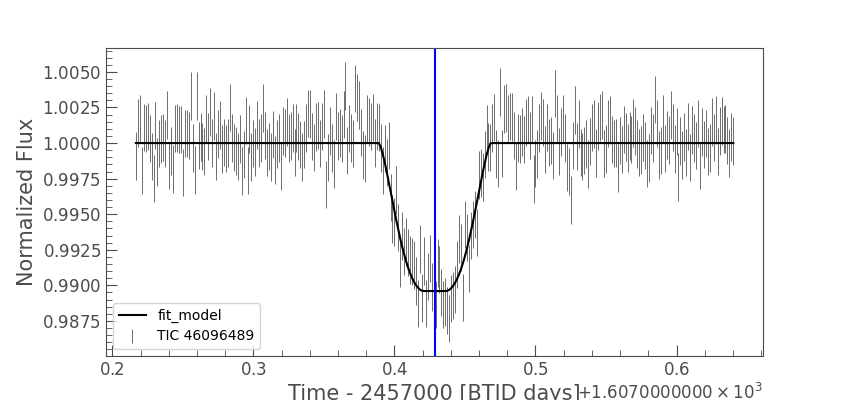 1.0050
1.0025
1.0000
0.9975
0.9950
0.9925
0.9900
0.9875
Normalized Flux
fit_model
TIC 46096489
0.2 0.3 0.4 0.5 0.6
Time - 2457000 [BTJD days]
+1.6070000000 × 10³